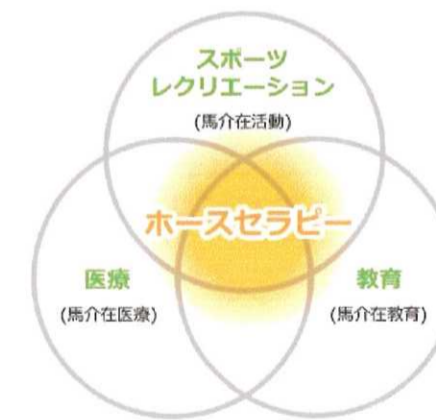 スポーツ
レクリエーション
(馬介在活動)
ホースセラピー
医療
(馬介在医療)
教育
(馬介在教育)